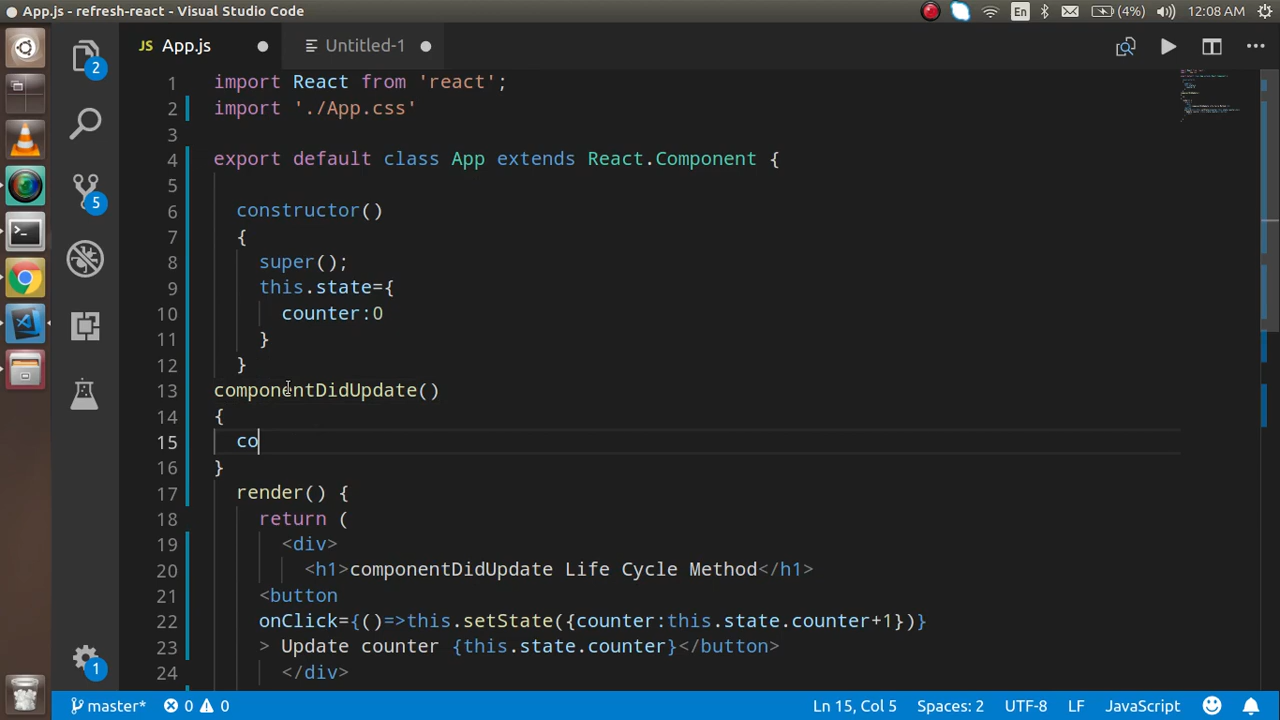 App.js - refresh-react - Visual Studio Code
En
(4%)
12:08 AM
JS App.js
Untitled-1
2
5
1
1 import React from 'react';
2 import './App.css'
3
4 export default class App extends React.Component {
5
6 constructor()
7 {
8 super();
9 this.state={
10 counter:0
11 }
12 }
13 componentDidUpdate()
14 {
15 co
16 }
17 render() {
18 return (
19 <div>
20 <h1>componentDidUpdate Life Cycle Method</h1>
21 <button
22 onClick={()=>this.setState({counter:this.state.counter+1})}
23 > Update counter {this.state.counter}</button>
24 </div>
master* 0 0 Ln 15, Col 5 Spaces: 2 UTF-8 LF JavaScript